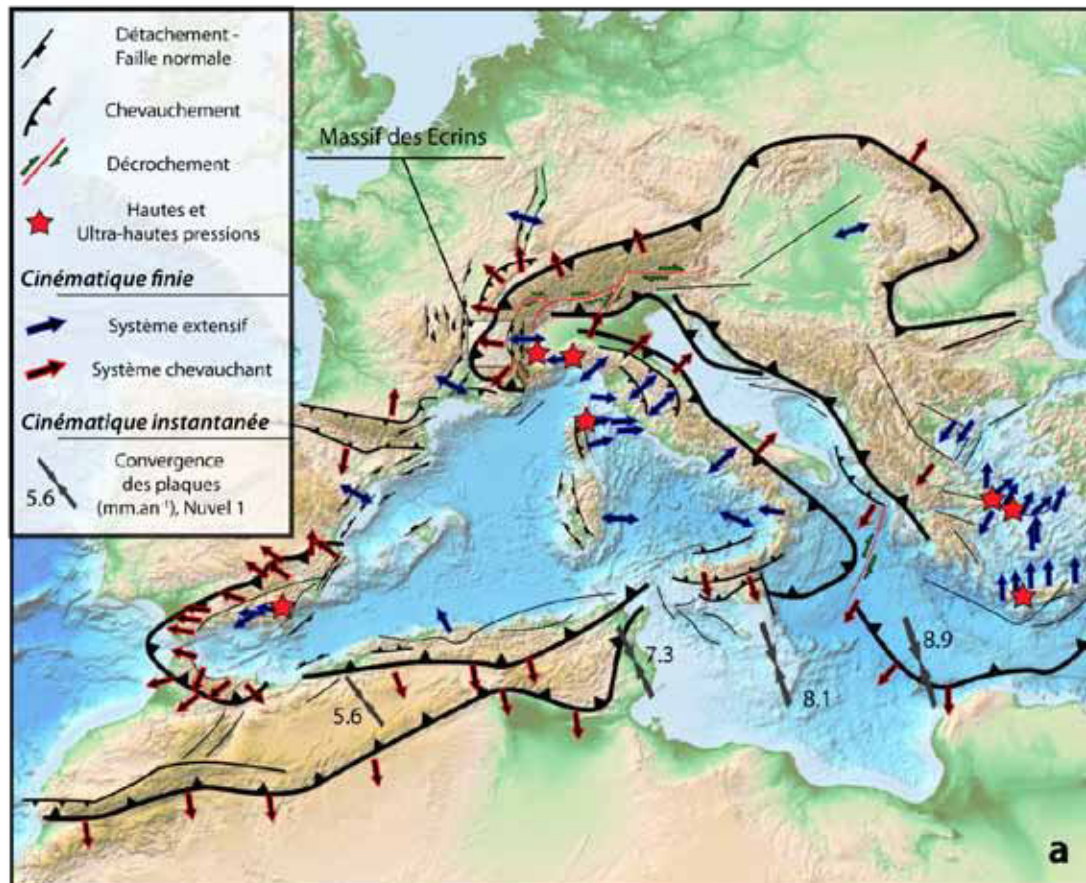 Détachement -
Faille normale
Chevauchement
Décrochement
Hautes et
Ultra-hautes pressions
Cinématique finie
Système extensif
Système chevauchant
Cinématique instantanée
5.6
Convergence
des plaques
(mm.an⁻¹), Nuvel 1
Massif des Ecrins
5.6
7.3
8.1
8.9
a